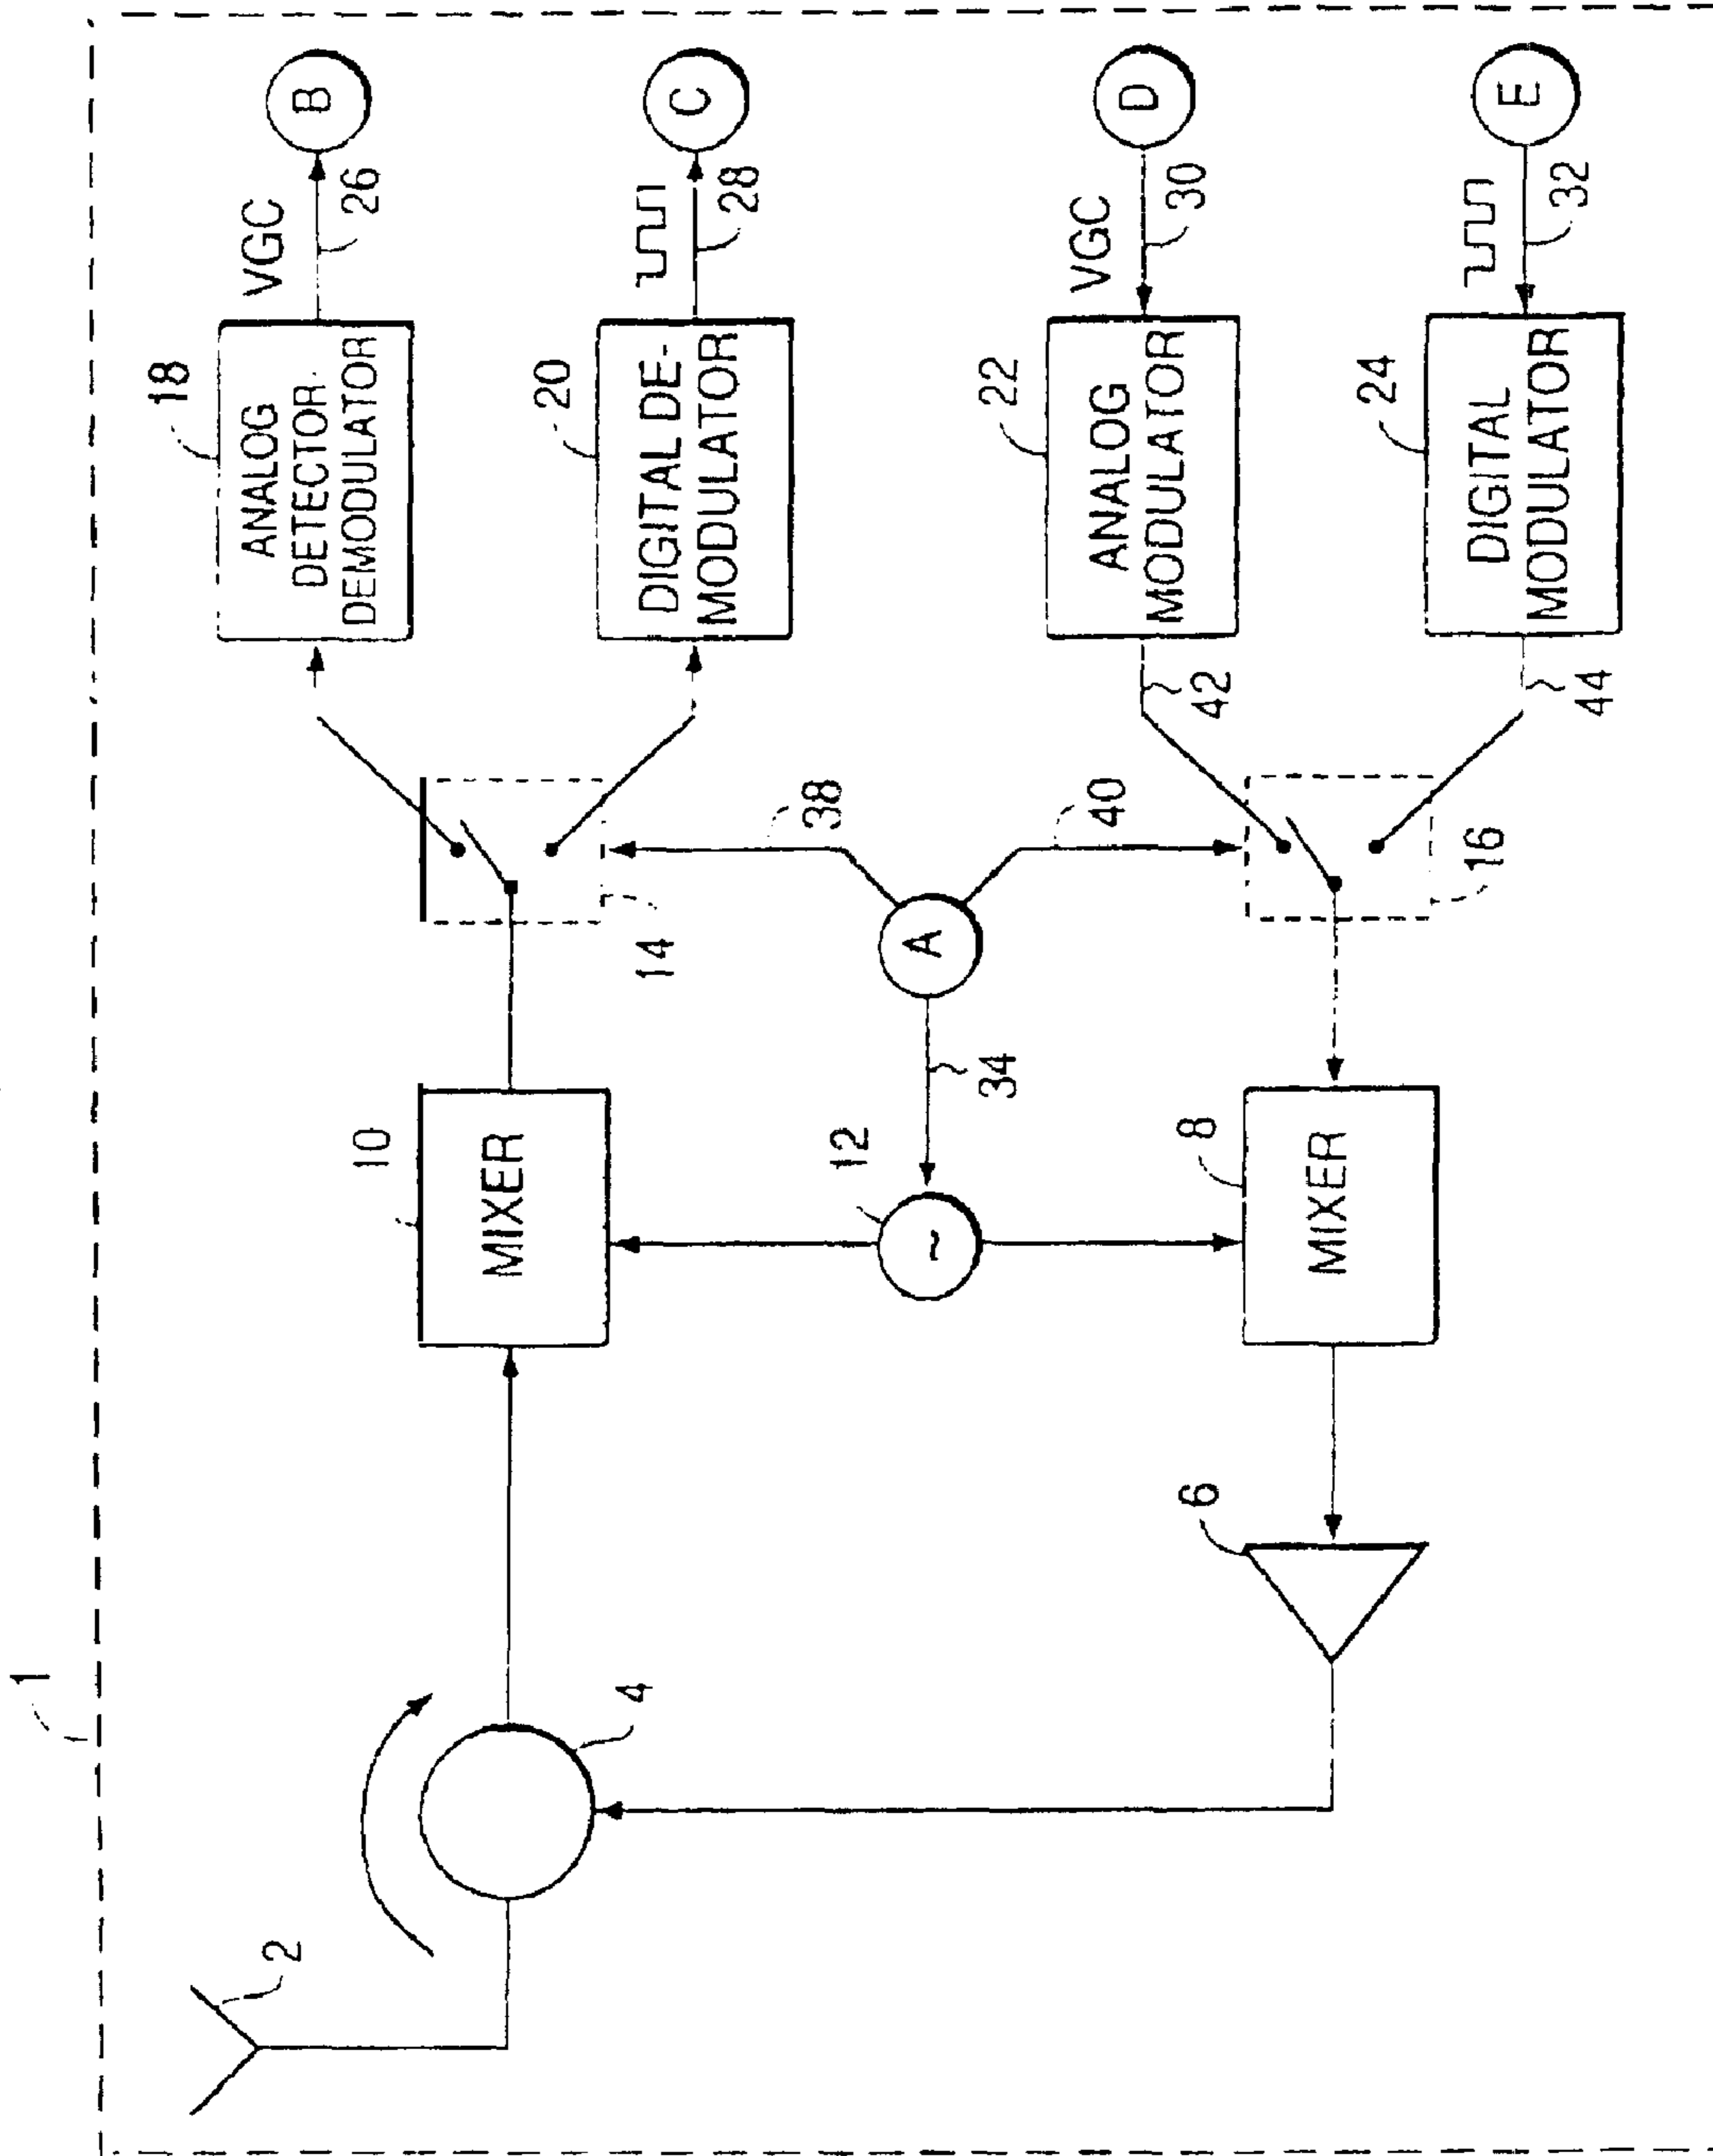 1
2
4
10
MIXER
14
18
ANALOG
DETECTOR-
DEMODULATOR
VGC
26
B
20
DIGITAL DE-
MODULATOR
28
C
12
~
34
A
38
40
6
8
MIXER
16
42
22
ANALOG
MODULATOR
VGC
30
D
44
24
DIGITAL
MODULATOR
32
E